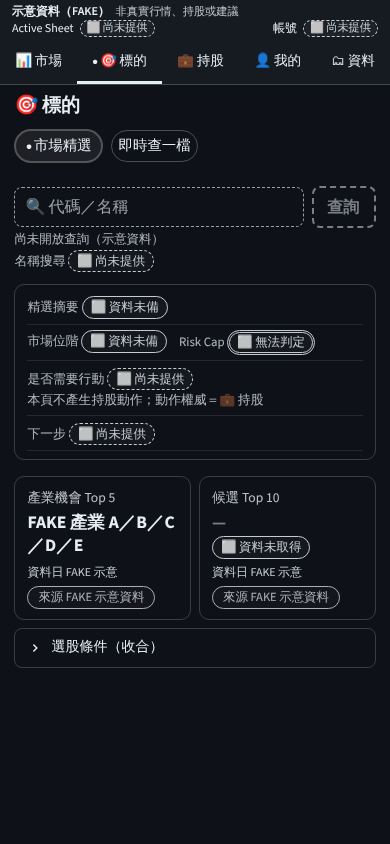 示意資料（FAKE） 非真實行情、持股或建議
Active Sheet 尚未提供 帳號 尚未提供
市場 標的 持股 我的 資料
標的
市場精選 即時查一檔
代碼／名稱 查詢
尚未開放查詢（示意資料）
名稱搜尋 尚未提供
精選摘要 資料未備
市場位階 資料未備 Risk Cap 無法判定
是否需要行動 尚未提供
本頁不產生持股動作；動作權威＝ 持股
下一步 尚未提供
產業機會 Top 5
FAKE 產業 A／B／C
／D／E
資料日 FAKE 示意
來源 FAKE 示意資料
候選 Top 10
—
資料未取得
資料日 FAKE 示意
來源 FAKE 示意資料
選股條件（收合）